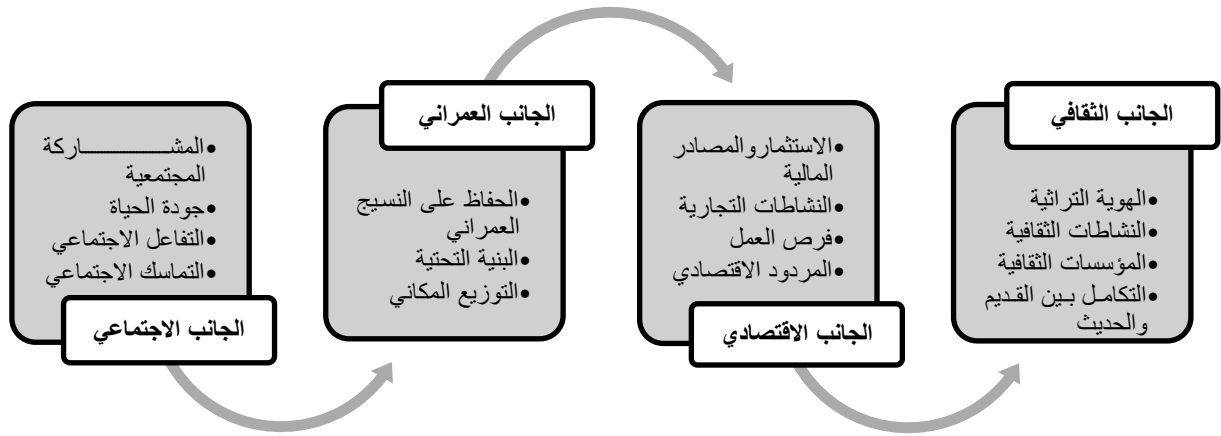 الجانب الاجتماعي
•المشاركة
المجتمعية
•جودة الحياة
•التفاعل الاجتماعي
•التماسك الاجتماعي
الجانب العمراني
•الحفاظ على النسيج
العمراني
•البنية التحتية
•التوزيع المكاني
الجانب الاقتصادي
•الاستثمار والمصادر
المالية
•النشاطات التجارية
•فرص العمل
•المردود الاقتصادي
الجانب الثقافي
•الهوية التراثية
•النشاطات الثقافية
•المؤسسات الثقافية
•التكامل بين القديم
والحديث